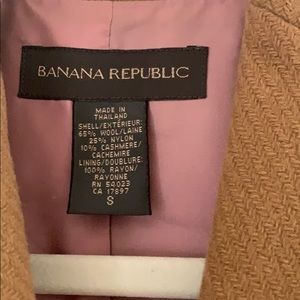 BANANA REPUBLIC
MADE IN
THAILAND
SHELL/EXTÉRIEUR:
65% WOOL/LAINE
25% NYLON
10% CASHMERE/
CACHEMIRE
LINING/DOUBLURE:
100% RAYON/
RAYONNE
RN 54023
CA 17897
S